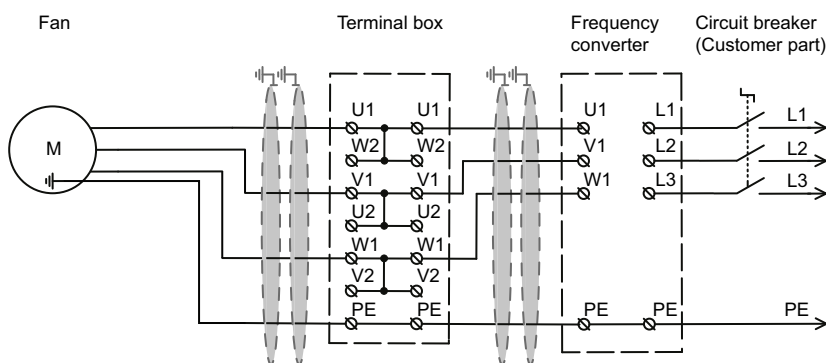 Fan
Terminal box
Frequency
converter
Circuit breaker
(Customer part)
U1 U1 U1 L1 L1
M W2 W2 V1 L2 L2
V1 V1 W1 L3 L3
U2 U2
W1 W1
V2 V2
PE PE PE PE PE